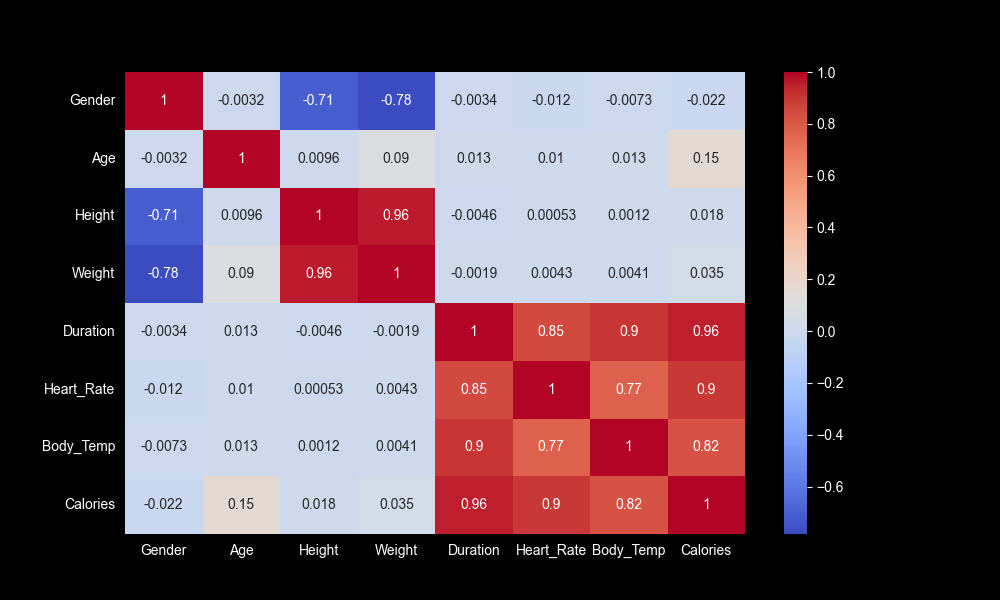 1.0
Gender 1 -0.0032 -0.71 -0.78 -0.0034 -0.012 -0.0073 -0.022
0.8
Age -0.0032 1 0.0096 0.09 0.013 0.01 0.013 0.15
0.6
Height -0.71 0.0096 1 0.96 -0.0046 0.00053 0.0012 0.018
0.4
Weight -0.78 0.09 0.96 1 -0.0019 0.0043 0.0041 0.035
0.2
Duration -0.0034 0.013 -0.0046 -0.0019 1 0.85 0.9 0.96
0.0
Heart_Rate -0.012 0.01 0.00053 0.0043 0.85 1 0.77 0.9
−0.2
Body_Temp -0.0073 0.013 0.0012 0.0041 0.9 0.77 1 0.82
−0.4
Calories -0.022 0.15 0.018 0.035 0.96 0.9 0.82 1
−0.6
Gender Age Height Weight Duration Heart_Rate Body_Temp Calories